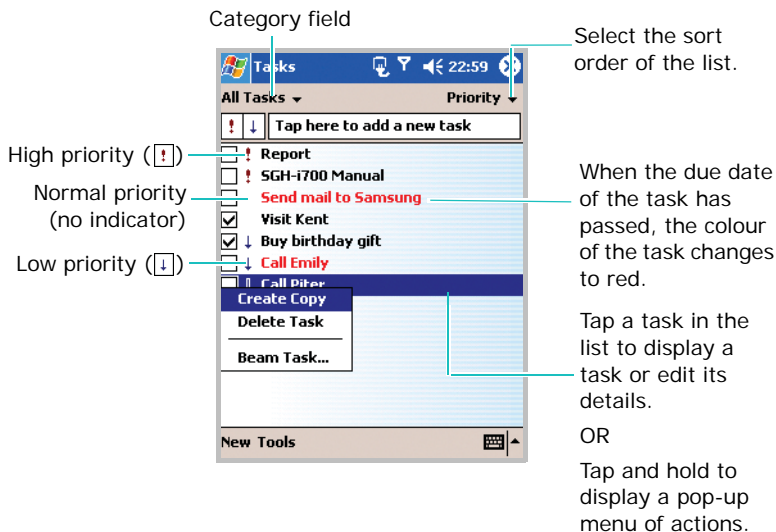 Category field
Select the sort
order of the list.
Tasks 22:59
All Tasks Priority
! ↓ Tap here to add a new task
High priority ( ! )
Normal priority
(no indicator)
Low priority ( ↓ )
! Report
! SGH-i700 Manual
Send mail to Samsung
Visit Kent
↓ Buy birthday gift
↓ Call Emily
↓ Call Piter
Create Copy
Delete Task
Beam Task...
New Tools
When the due date
of the task has
passed, the colour
of the task changes
to red.
Tap a task in the
list to display a
task or edit its
details.
OR
Tap and hold to
display a pop-up
menu of actions.